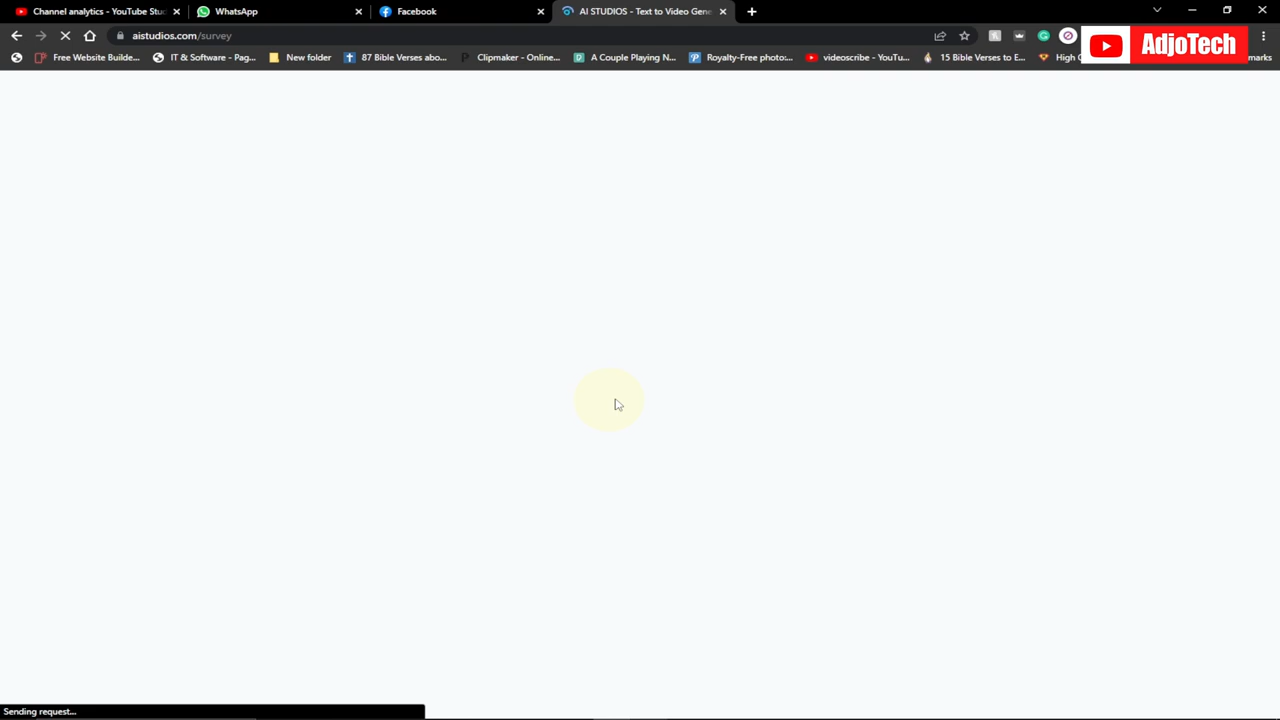 Channel analytics - YouTube Stu
WhatsApp
Facebook
AI STUDIOS - Text to Video Gene
aistudios.com/survey
AdjoTech
Free Website Builde...
IT & Software - Pag...
New folder
87 Bible Verses abo...
Clipmaker - Online...
A Couple Playing N...
Royalty-Free photo:...
videoscribe - YouTu...
15 Bible Verses to E...
High
marks
Sending request...